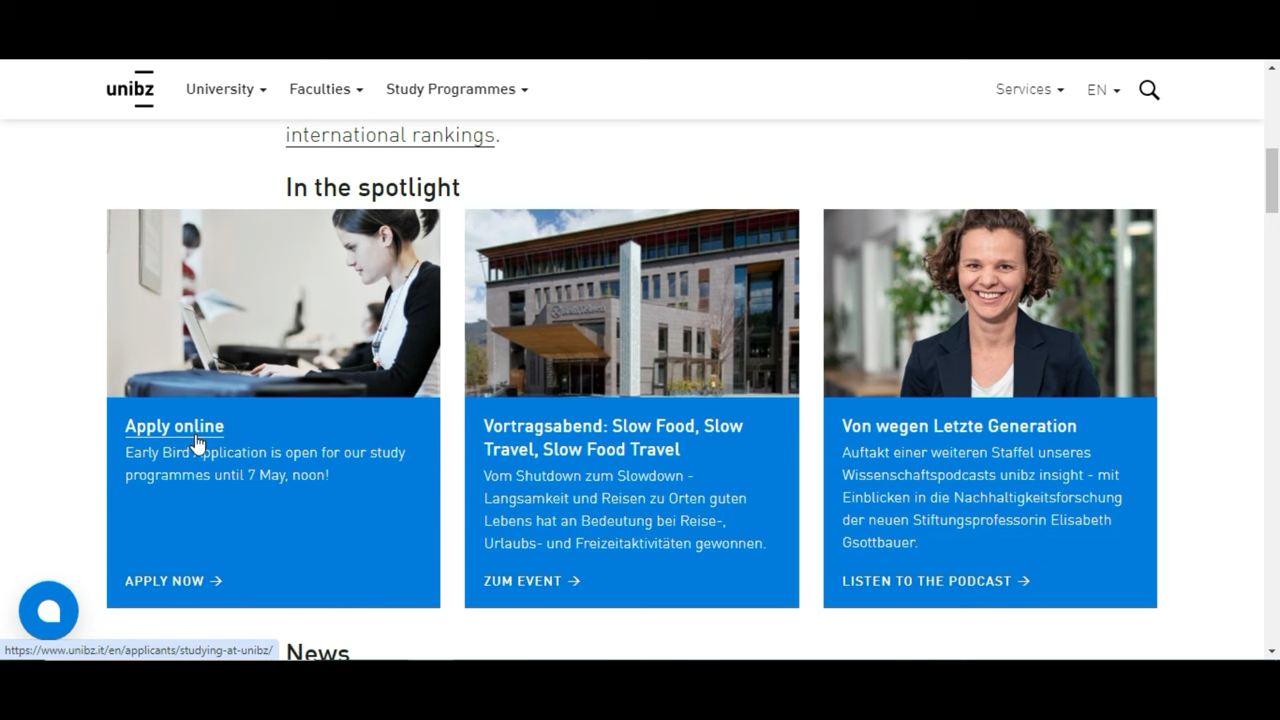 unibz
University
Faculties
Study Programmes
Services
EN
international rankings.
In the spotlight
Apply online
Early Bird Application is open for our study
programmes until 7 May, noon!
APPLY NOW →
Vortragsabend: Slow Food, Slow
Travel, Slow Food Travel
Vom Shutdown zum Slowdown -
Langsamkeit und Reisen zu Orten guten
Lebens hat an Bedeutung bei Reise-,
Urlaubs- und Freizeitaktivitäten gewonnen.
ZUM EVENT →
Von wegen Letzte Generation
Auftakt einer weiteren Staffel unseres
Wissenschaftspodcasts unibz insight - mit
Einblicken in die Nachhaltigkeitsforschung
der neuen Stiftungsprofessorin Elisabeth
Gsottbauer.
LISTEN TO THE PODCAST →
News
https://www.unibz.it/en/applicants/studying-at-unibz/